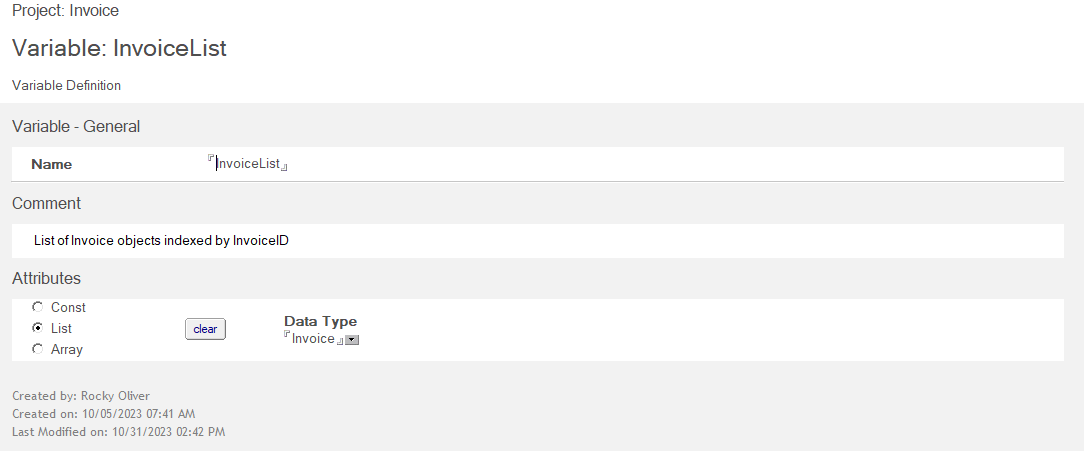 Project: Invoice
Variable: InvoiceList
Variable Definition
Variable - General
Name InvoiceList
Comment
List of Invoice objects indexed by InvoiceID
Attributes
Const
List
Array
clear
Data Type
Invoice
Created by: Rocky Oliver
Created on: 10/05/2023 07:41 AM
Last Modified on: 10/31/2023 02:42 PM